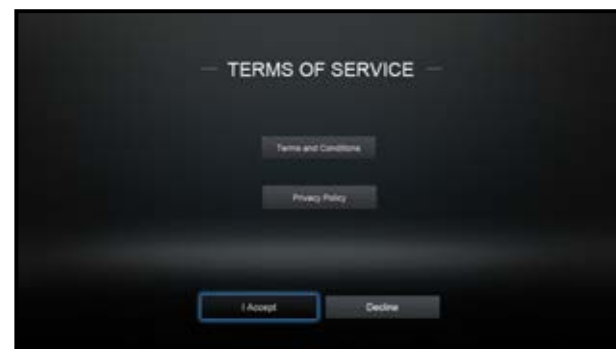 TERMS OF SERVICE
Terms and Conditions
Privacy Policy
I Accept Decline